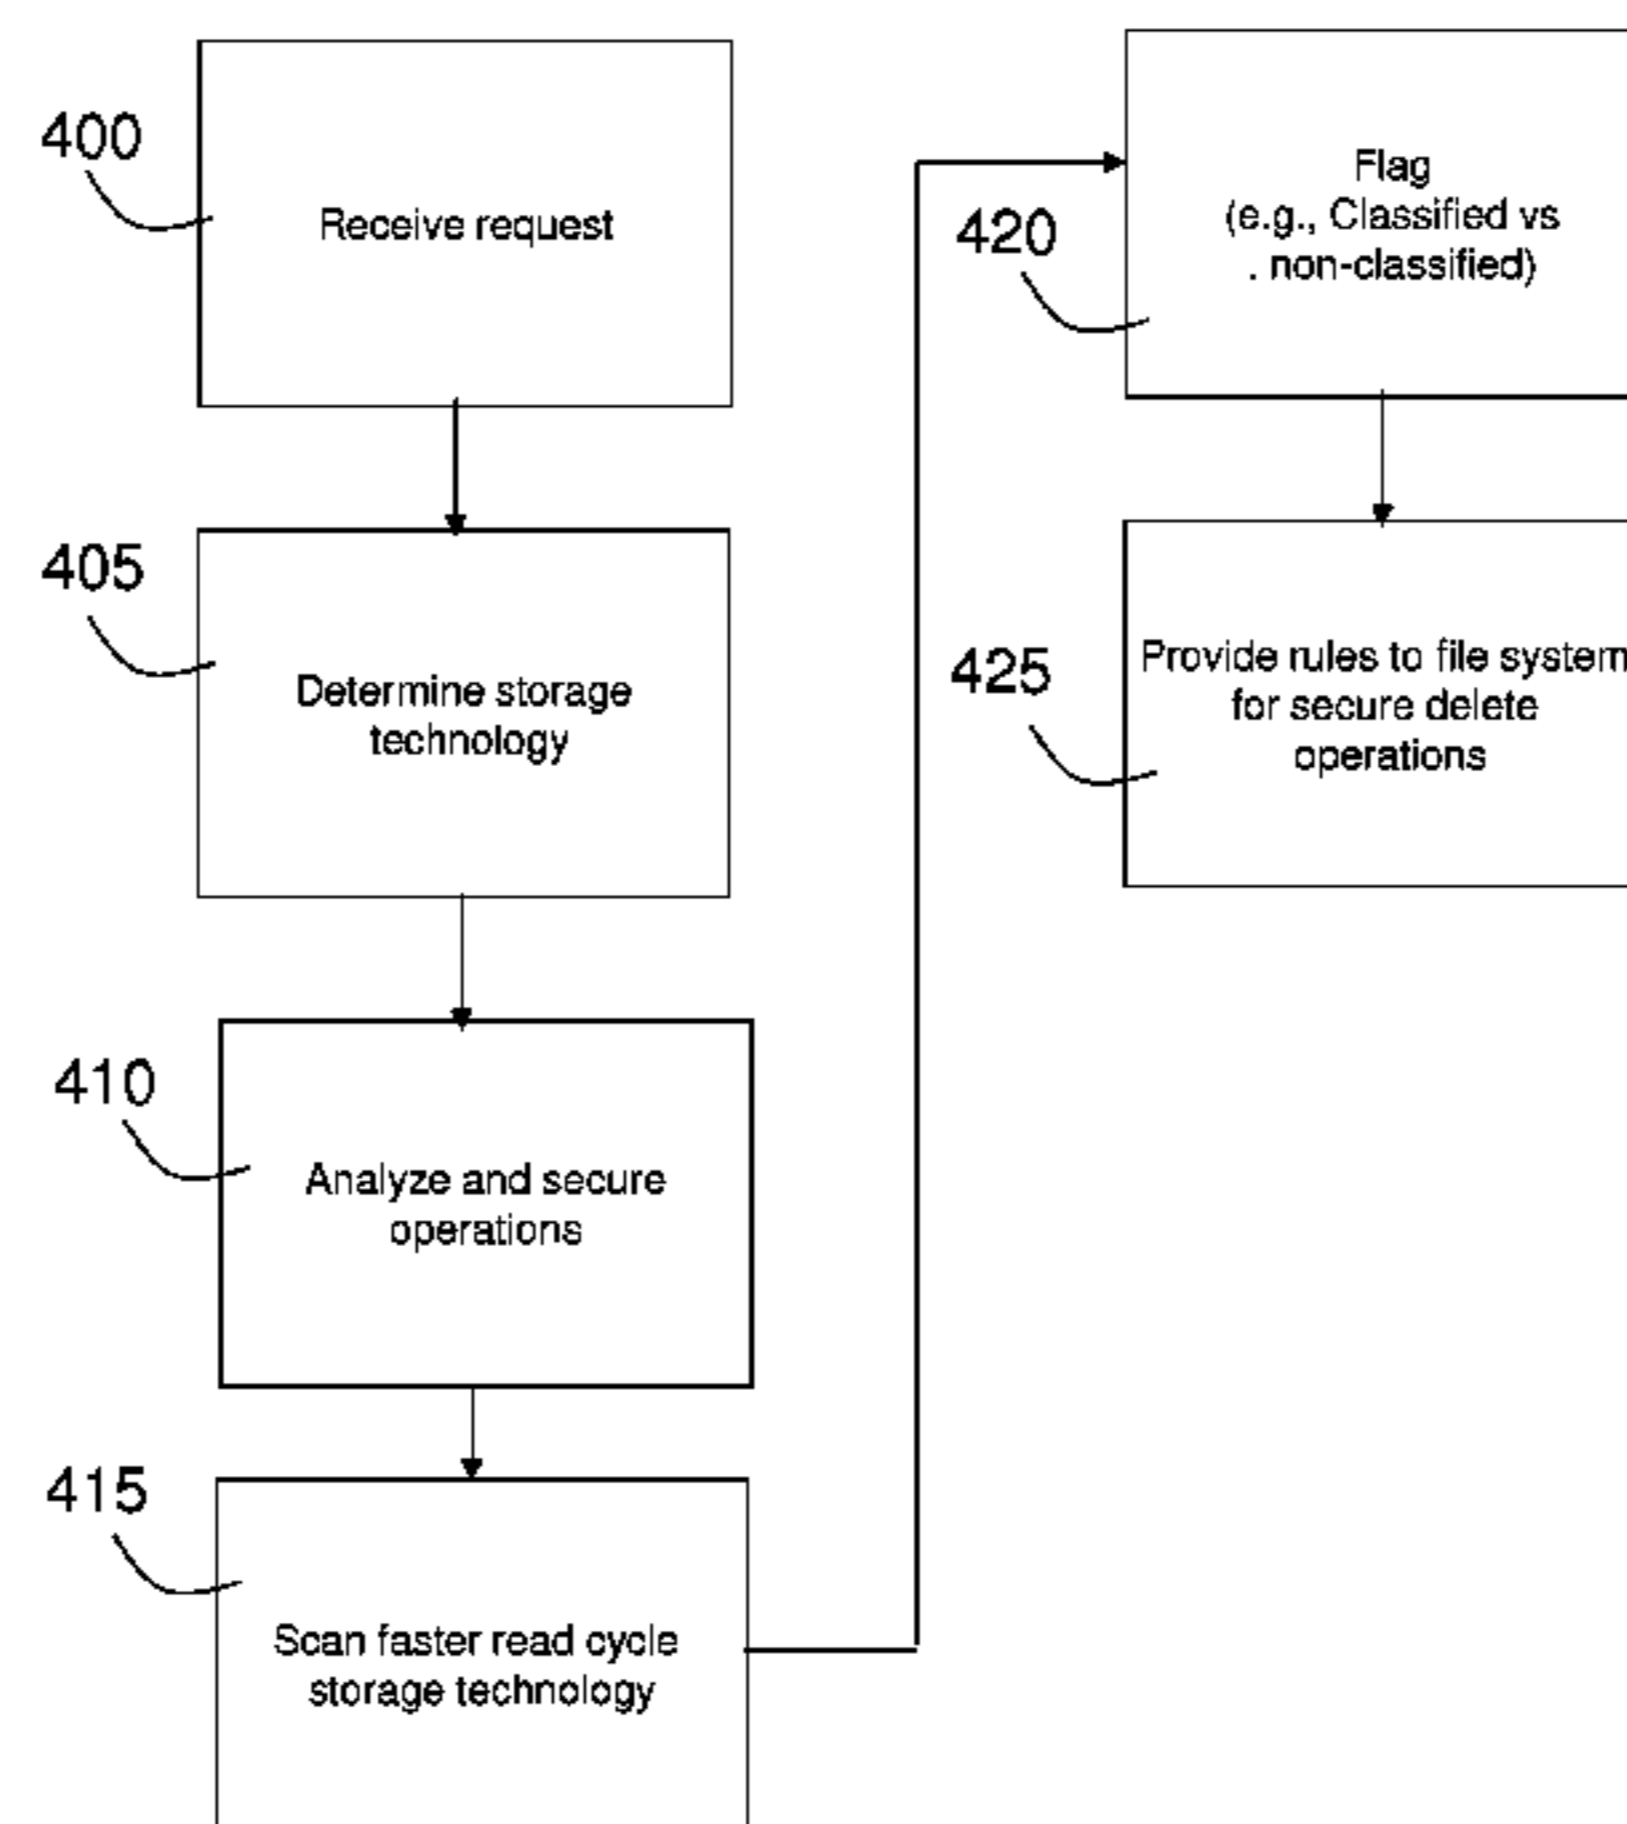 400
Receive request
405
Determine storage
technology
410
Analyze and secure
operations
415
Scan faster read cycle
storage technology
420
Flag
(e.g., Classified vs
. non-classified)
425
Provide rules to file system
for secure delete
operations